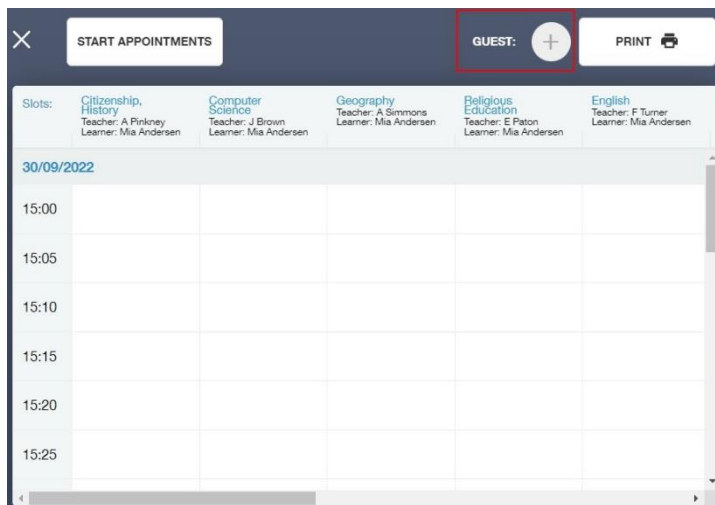 START APPOINTMENTS
GUEST:
PRINT
Slots:
Citizenship,
History
Teacher: A Pinkney
Learner: Mia Andersen
Computer
Science
Teacher: J Brown
Learner: Mia Andersen
Geography
Teacher: A Simmons
Learner: Mia Andersen
Religious
Education
Teacher: E Paton
Learner: Mia Andersen
English
Teacher: F Turner
Learner: Mia Andersen
30/09/2022
15:00
15:05
15:10
15:15
15:20
15:25